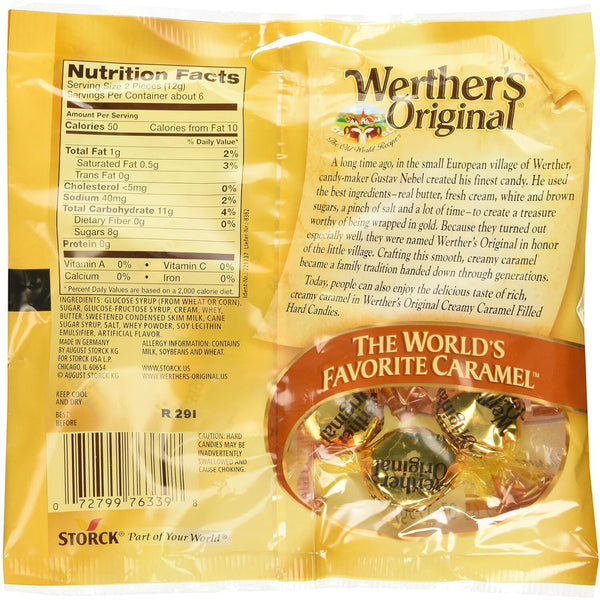 Nutrition Facts
Serving Size 2 Pieces (12g)
Servings Per Container about 6
Amount Per Serving
Calories 50 Calories from Fat 10
% Daily Value*
Total Fat 1g 2%
Saturated Fat 0.5g 3%
Trans Fat 0g
Cholesterol <5mg 0%
Sodium 40mg 2%
Total Carbohydrate 11g 4%
Dietary Fiber 0g 0%
Sugars 8g
Protein 0g
Vitamin A 0% • Vitamin C 0%
Calcium 0% • Iron 0%
* Percent Daily Values are based on a 2,000 calorie diet.
INGREDIENTS: GLUCOSE SYRUP (FROM WHEAT OR CORN),
SUGAR, GLUCOSE-FRUCTOSE SYRUP, CREAM, WHEY,
BUTTER, SWEETENED CONDENSED SKIM MILK, CANE
SUGAR SYRUP, SALT, WHEY POWDER, SOY LECITHIN
EMULSIFIER, ARTIFICIAL FLAVOR.
MADE IN GERMANY
BY AUGUST STORCK KG
FOR STORCK USA L.P.
CHICAGO, IL 60654
© AUGUST STORCK KG
ALLERGY INFORMATION: CONTAINS
MILK, SOYBEANS AND WHEAT.
WWW.STORCK.US
WWW.WERTHERS-ORIGINAL.US
KEEP COOL
AND DRY
BEST
BEFORE
R 29I
CAUTION: HARD
CANDIES MAY BE
INADVERTENTLY
SWALLOWED AND
CAUSE CHOKING.
0 72799 76339 8
STORCK® Part of Your World®
Werther's
Original®
The Old World Recipe
A long time ago, in the small European village of Werther,
candy-maker Gustav Nebel created his finest candy. He used
the best ingredients – real butter, fresh cream, white and brown
sugars, a pinch of salt and a lot of time – to create a treasure
worthy of being wrapped in gold. Because they turned out
especially well, they were named Werther's Original in honor
of the little village. Crafting this smooth, creamy caramel
became a family tradition handed down through generations.
Today, people can also enjoy the delicious taste of rich,
creamy caramel in Werther's Original Creamy Caramel Filled
Hard Candies.
THE WORLD'S
FAVORITE CARAMEL™
Werther's
Original